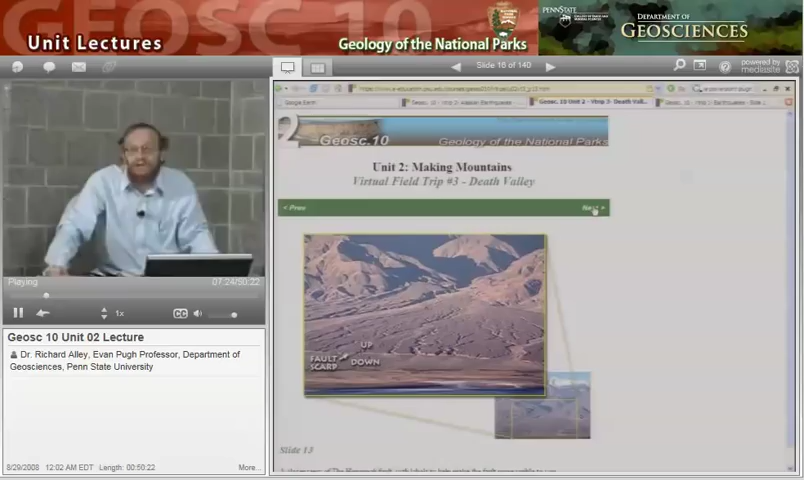 GEOSC.10
Unit Lectures
Geology of the National Parks
PENNSTATE
DEPARTMENT OF
GEOSCIENCES
Slide 16 of 140
powered by
mediasite
Google Earth
2
Geosc.10
Geology of the National Parks
Unit 2: Making Mountains
Virtual Field Trip #3 - Death Valley
< Prev
Next >
UP
FAULT
SCARP
DOWN
Slide 13
Playing
07:24/50:22
1x
CC
Geosc 10 Unit 02 Lecture
Dr. Richard Alley, Evan Pugh Professor, Department of
Geosciences, Penn State University
8/29/2008
12:02 AM EDT
Length: 00:50:22
More...